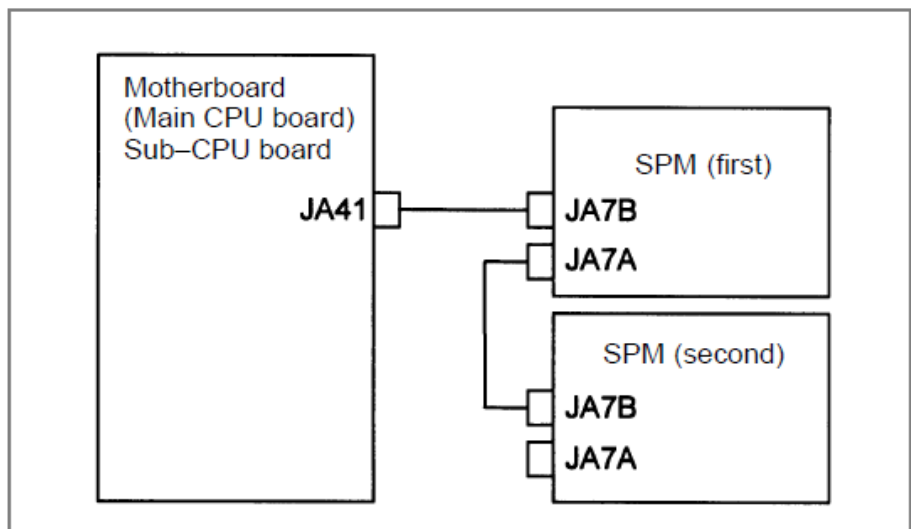 Motherboard
(Main CPU board)
Sub–CPU board
JA41
SPM (first)
JA7B
JA7A
SPM (second)
JA7B
JA7A